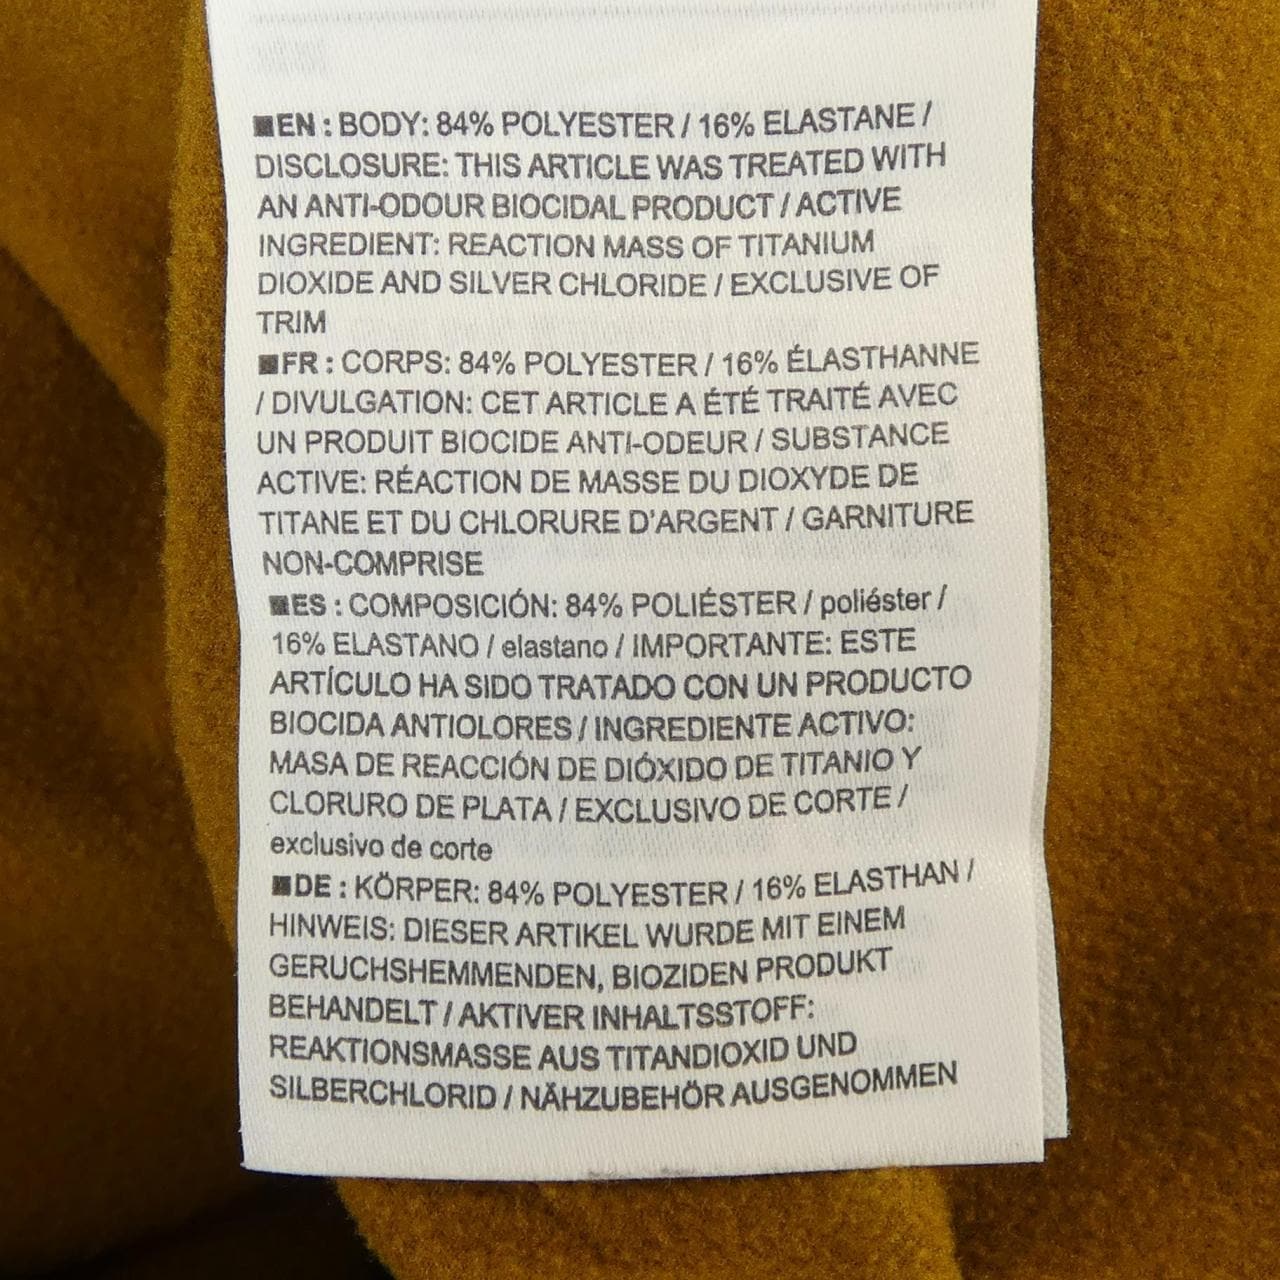 ■EN : BODY: 84% POLYESTER / 16% ELASTANE /
DISCLOSURE: THIS ARTICLE WAS TREATED WITH
AN ANTI-ODOUR BIOCIDAL PRODUCT / ACTIVE
INGREDIENT: REACTION MASS OF TITANIUM
DIOXIDE AND SILVER CHLORIDE / EXCLUSIVE OF
TRIM
■FR : CORPS: 84% POLYESTER / 16% ÉLASTHANNE
/ DIVULGATION: CET ARTICLE A ÉTÉ TRAITÉ AVEC
UN PRODUIT BIOCIDE ANTI-ODEUR / SUBSTANCE
ACTIVE: RÉACTION DE MASSE DU DIOXYDE DE
TITANE ET DU CHLORURE D'ARGENT / GARNITURE
NON-COMPRISE
■ES : COMPOSICIÓN: 84% POLIÉSTER / poliéster /
16% ELASTANO / elastano / IMPORTANTE: ESTE
ARTÍCULO HA SIDO TRATADO CON UN PRODUCTO
BIOCIDA ANTIOLORES / INGREDIENTE ACTIVO:
MASA DE REACCIÓN DE DIÓXIDO DE TITANIO Y
CLORURO DE PLATA / EXCLUSIVO DE CORTE /
exclusivo de corte
■DE : KÖRPER: 84% POLYESTER / 16% ELASTHAN /
HINWEIS: DIESER ARTIKEL WURDE MIT EINEM
GERUCHSHEMMENDEN, BIOZIDEN PRODUKT
BEHANDELT / AKTIVER INHALTSSTOFF:
REAKTIONSMASSE AUS TITANDIOXID UND
SILBERCHLORID / NÄHZUBEHÖR AUSGENOMMEN